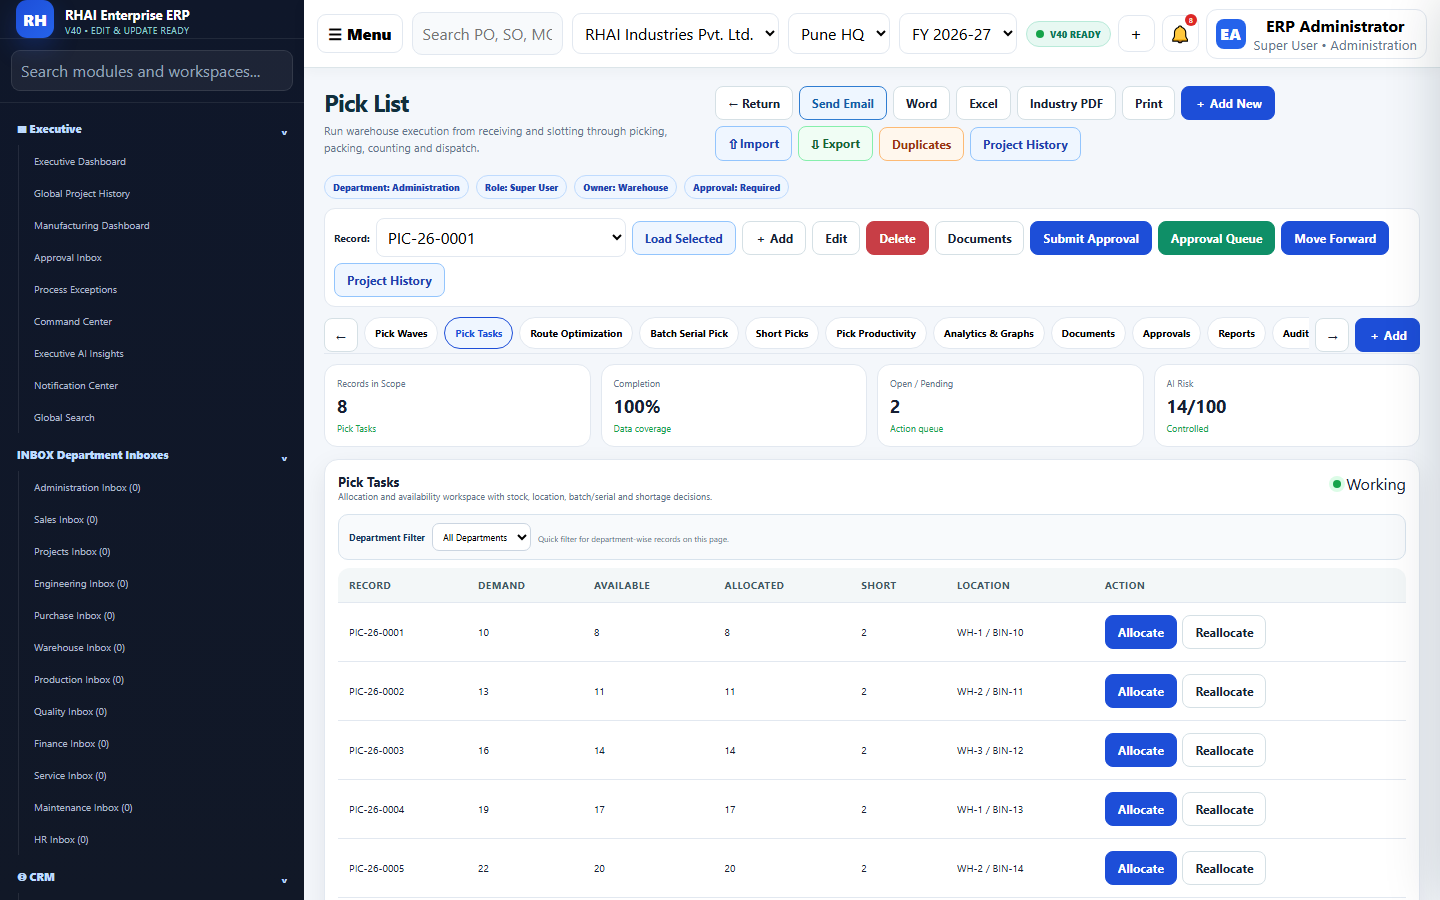 RH
RHAI Enterprise ERP
V40 • EDIT & UPDATE READY
Search modules and workspaces...
Executive
Executive Dashboard
Global Project History
Manufacturing Dashboard
Approval Inbox
Process Exceptions
Command Center
Executive AI Insights
Notification Center
Global Search
INBOX Department Inboxes
Administration Inbox (0)
Sales Inbox (0)
Projects Inbox (0)
Engineering Inbox (0)
Purchase Inbox (0)
Warehouse Inbox (0)
Production Inbox (0)
Quality Inbox (0)
Finance Inbox (0)
Service Inbox (0)
Maintenance Inbox (0)
HR Inbox (0)
CRM
☰ Menu
Search PO, SO, MO
RHAI Industries Pvt. Ltd.
Pune HQ
FY 2026-27
V40 READY
+
8
EA
ERP Administrator
Super User • Administration
Pick List
Run warehouse execution from receiving and slotting through picking,
packing, counting and dispatch.
← Return
Send Email
Word
Excel
Industry PDF
Print
+ Add New
⇧ Import
⇩ Export
Duplicates
Project History
Department: Administration
Role: Super User
Owner: Warehouse
Approval: Required
Record:
PIC-26-0001
Load Selected
+ Add
Edit
Delete
Documents
Submit Approval
Approval Queue
Move Forward
Project History
←
Pick Waves
Pick Tasks
Route Optimization
Batch Serial Pick
Short Picks
Pick Productivity
Analytics & Graphs
Documents
Approvals
Reports
Audit
→
+ Add
Records in Scope
8
Pick Tasks
Completion
100%
Data coverage
Open / Pending
2
Action queue
AI Risk
14/100
Controlled
Pick Tasks
Allocation and availability workspace with stock, location, batch/serial and shortage decisions.
Working
Department Filter
All Departments
Quick filter for department-wise records on this page.
RECORD DEMAND AVAILABLE ALLOCATED SHORT LOCATION ACTION
PIC-26-0001 10 8 8 2 WH-1 / BIN-10 Allocate Reallocate
PIC-26-0002 13 11 11 2 WH-2 / BIN-11 Allocate Reallocate
PIC-26-0003 16 14 14 2 WH-3 / BIN-12 Allocate Reallocate
PIC-26-0004 19 17 17 2 WH-1 / BIN-13 Allocate Reallocate
PIC-26-0005 22 20 20 2 WH-2 / BIN-14 Allocate Reallocate